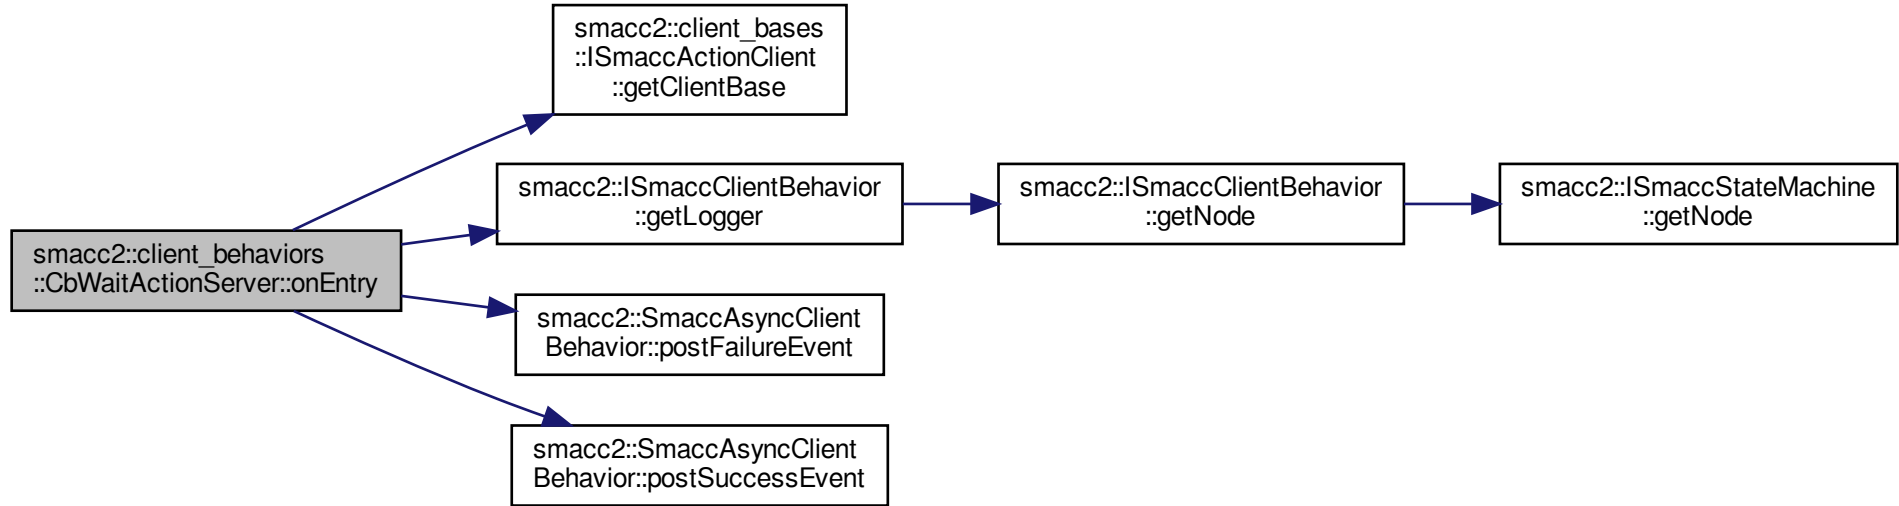 smacc2::client_bases
::ISmaccActionClient
::getClientBase
smacc2::ISmaccClientBehavior
::getLogger
smacc2::ISmaccClientBehavior
::getNode
smacc2::ISmaccStateMachine
::getNode
smacc2::client_behaviors
::CbWaitActionServer::onEntry
smacc2::SmaccAsyncClient
Behavior::postFailureEvent
smacc2::SmaccAsyncClient
Behavior::postSuccessEvent